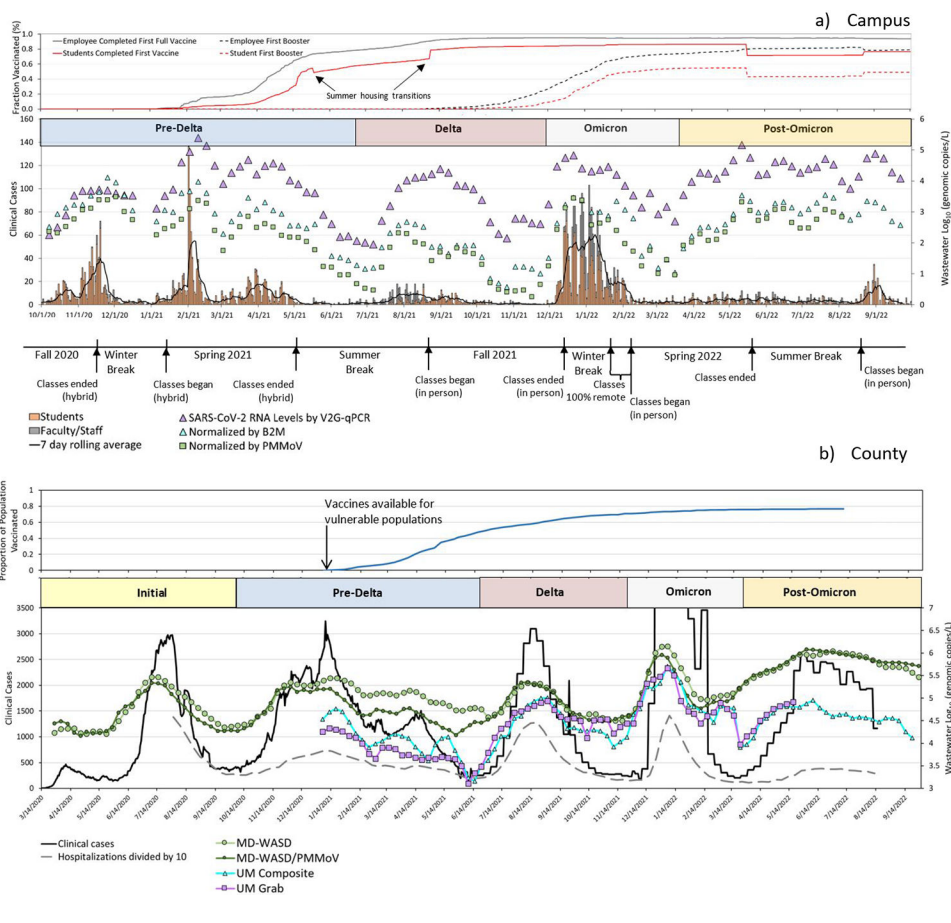 a) Campus
Fraction Vaccinated (%)
1.0
0.8
0.6
0.4
0.2
0.0
Employee Completed First Full Vaccine
Employee First Booster
Students Completed First Vaccine
Student First Booster
Summer housing transitions
Pre-Delta
Delta
Omicron
Post-Omicron
Clinical Cases
160
140
120
100
80
60
40
20
0
6
5
4
3
2
1
0
Wastewater Log10 (genomic copies/L)
10/1/20 11/1/20 12/1/20 1/1/21 2/1/21 3/1/21 4/1/21 5/1/21 6/1/21 7/1/21 8/1/21 9/1/21 10/1/21 11/1/21 12/1/21 1/1/22 2/1/22 3/1/22 4/1/22 5/1/22 6/1/22 7/1/22 8/1/22 9/1/22
Fall 2020
Winter
Break
Spring 2021
Summer
Break
Fall 2021
Winter
Break
Spring 2022
Summer Break
Classes ended
(hybrid)
Classes began
(hybrid)
Classes ended
(hybrid)
Classes began
(in person)
Classes ended
(in person)
Classes
100% remote
Classes began
(in person)
Classes ended
Classes began
(in person)
Students
Faculty/Staff
7 day rolling average
SARS-CoV-2 RNA Levels by V2G-qPCR
Normalized by B2M
Normalized by PMMoV
b) County
Proportion of Population
Vaccinated
1
0.8
0.6
0.4
0.2
0
Vaccines available for
vulnerable populations
Initial
Pre-Delta
Delta
Omicron
Post-Omicron
Clinical Cases
3500
3000
2500
2000
1500
1000
500
0
7
6.5
6
5.5
5
4.5
4
3.5
3
Wastewater Log10 (genomic copies/L)
3/14/2020 4/14/2020 5/14/2020 6/14/2020 7/14/2020 8/14/2020 9/14/2020 10/14/2020 11/14/2020 12/14/2020 1/14/2021 2/14/2021 3/14/2021 4/14/2021 5/14/2021 6/14/2021 7/14/2021 8/14/2021 9/14/2021 10/14/2021 11/14/2021 12/14/2021 1/14/2022 2/14/2022 3/14/2022 4/14/2022 5/14/2022 6/14/2022 7/14/2022 8/14/2022 9/14/2022
Clinical cases
Hospitalizations divided by 10
MD-WASD
MD-WASD/PMMoV
UM Composite
UM Grab